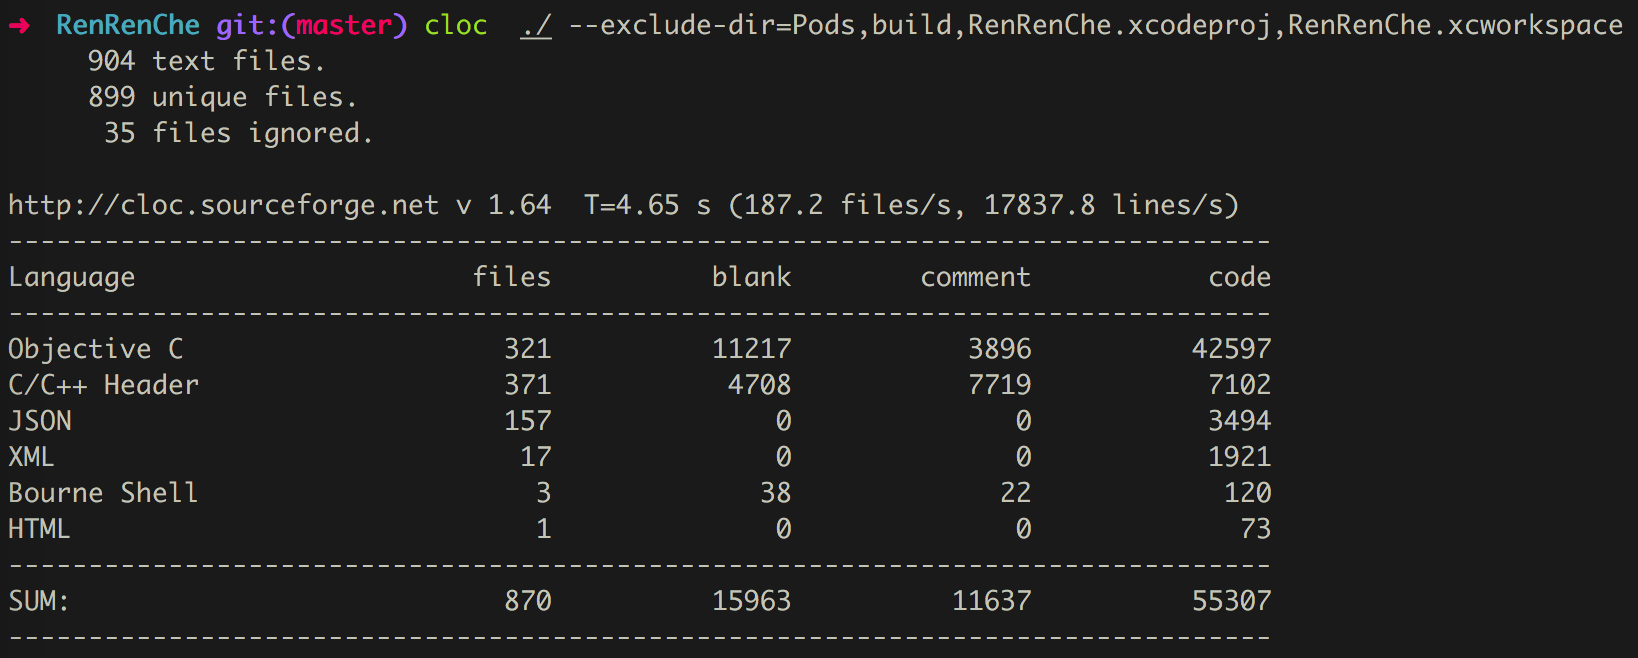 ➜  RenRenChe git:(master) cloc  ./ --exclude-dir=Pods,build,RenRenChe.xcodeproj,RenRenChe.xcworkspace
     904 text files.
     899 unique files.
      35 files ignored.

http://cloc.sourceforge.net v 1.64  T=4.65 s (187.2 files/s, 17837.8 lines/s)
-------------------------------------------------------------------------------
Language                     files          blank        comment           code
-------------------------------------------------------------------------------
Objective C                    321          11217           3896          42597
C/C++ Header                   371           4708           7719           7102
JSON                           157              0              0           3494
XML                             17              0              0           1921
Bourne Shell                     3             38             22            120
HTML                             1              0              0             73
-------------------------------------------------------------------------------
SUM:                           870          15963          11637          55307
-------------------------------------------------------------------------------